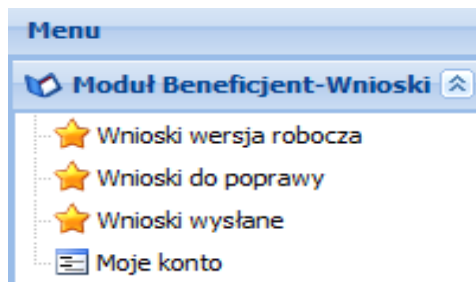 Menu
Moduł Beneficjent-Wnioski
Wnioski wersja robocza
Wnioski do poprawy
Wnioski wysłane
Moje konto